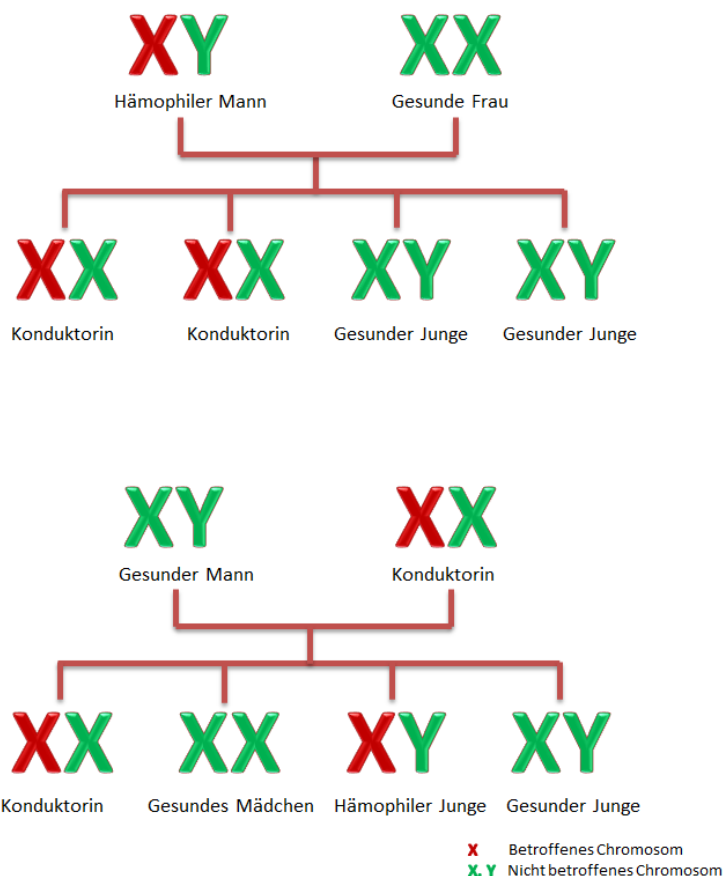 XY XX
Hämophiler Mann Gesunde Frau
XX XX XY XY
Konduktorin Konduktorin Gesunder Junge Gesunder Junge
XY XX
Gesunder Mann Konduktorin
XX XX XY XY
Konduktorin Gesundes Mädchen Hämophiler Junge Gesunder Junge
X Betroffenes Chromosom
X, Y Nicht betroffenes Chromosom